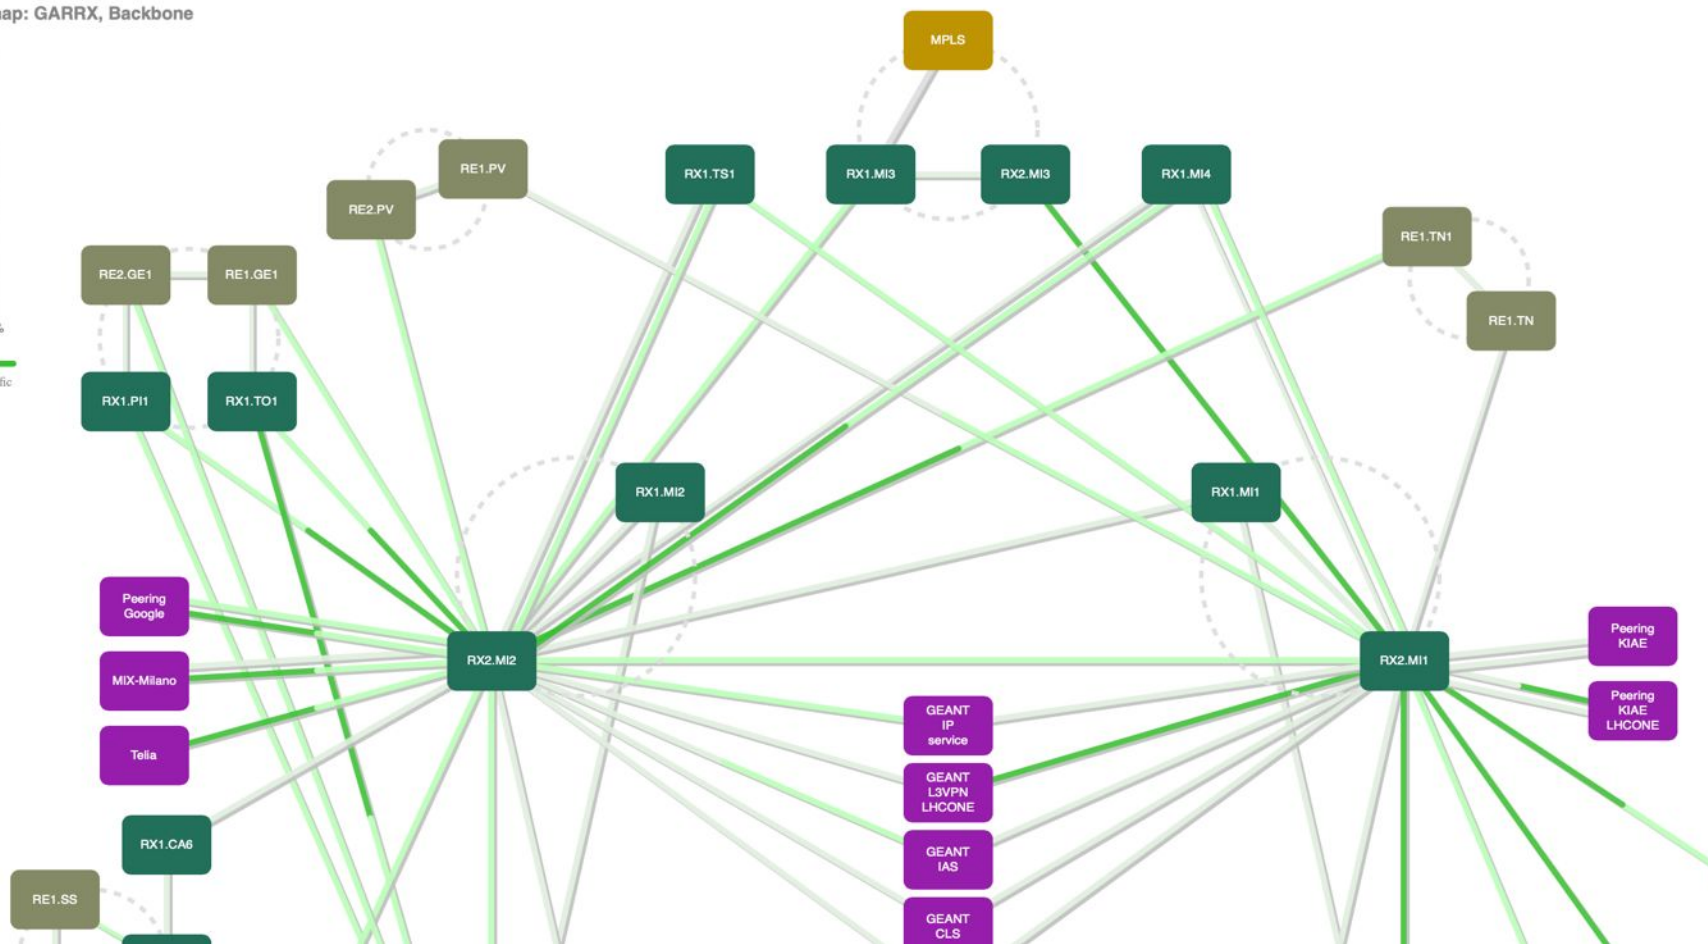 ap: GARRX, Backbone
MPLS
RE1.PV
RX1.TS1
RX1.MI3
RX2.MI3
RX1.MI4
RE2.PV
RE1.TN1
RE2.GE1
RE1.GE1
RE1.TN
%
fic
RX1.PI1
RX1.TO1
RX1.MI2
RX1.MI1
Peering
Google
Peering
KIAE
RX2.MI2
RX2.MI1
MIX-Milano
Peering
KIAE
LHCONE
GEANT
IP
service
Telia
GEANT
L3VPN
LHCONE
RX1.CA6
GEANT
IAS
RE1.SS
GEANT
CLS